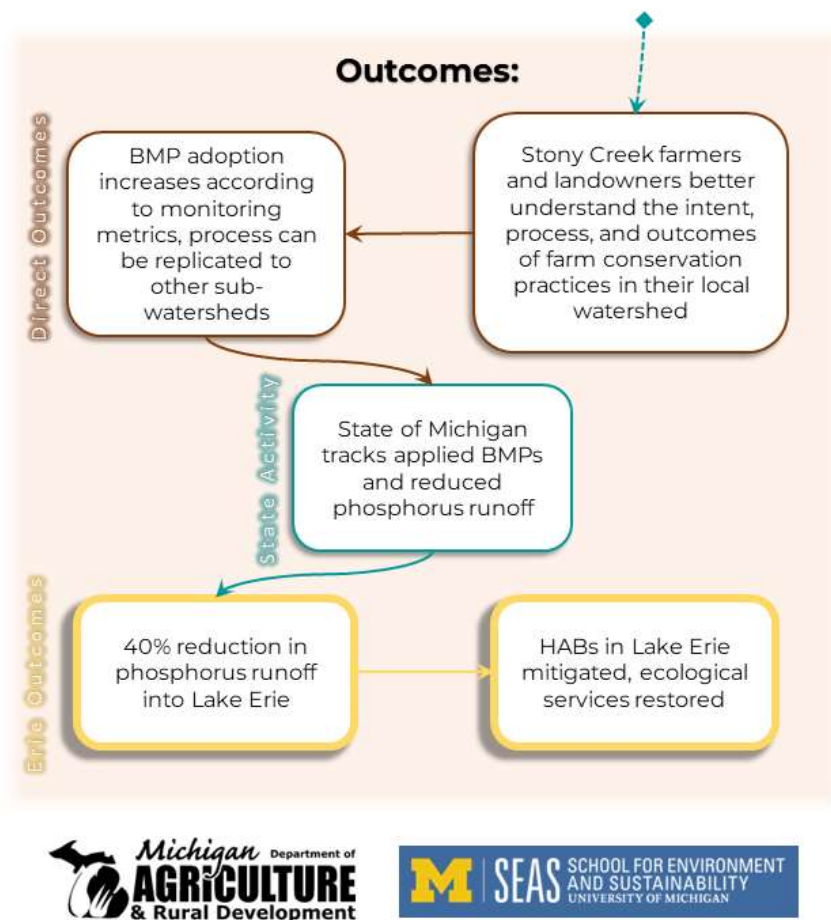 Outcomes:
Direct Outcomes
BMP adoption
increases according
to monitoring
metrics, process can
be replicated to
other sub-
watersheds
Stony Creek farmers
and landowners better
understand the intent,
process, and outcomes
of farm conservation
practices in their local
watershed
State Activity
State of Michigan
tracks applied BMPs
and reduced
phosphorus runoff
Erie Outcomes
40% reduction in
phosphorus runoff
into Lake Erie
HABs in Lake Erie
mitigated, ecological
services restored
Michigan Department of
AGRICULTURE
& Rural Development
M SEAS SCHOOL FOR ENVIRONMENT
AND SUSTAINABILITY
UNIVERSITY OF MICHIGAN